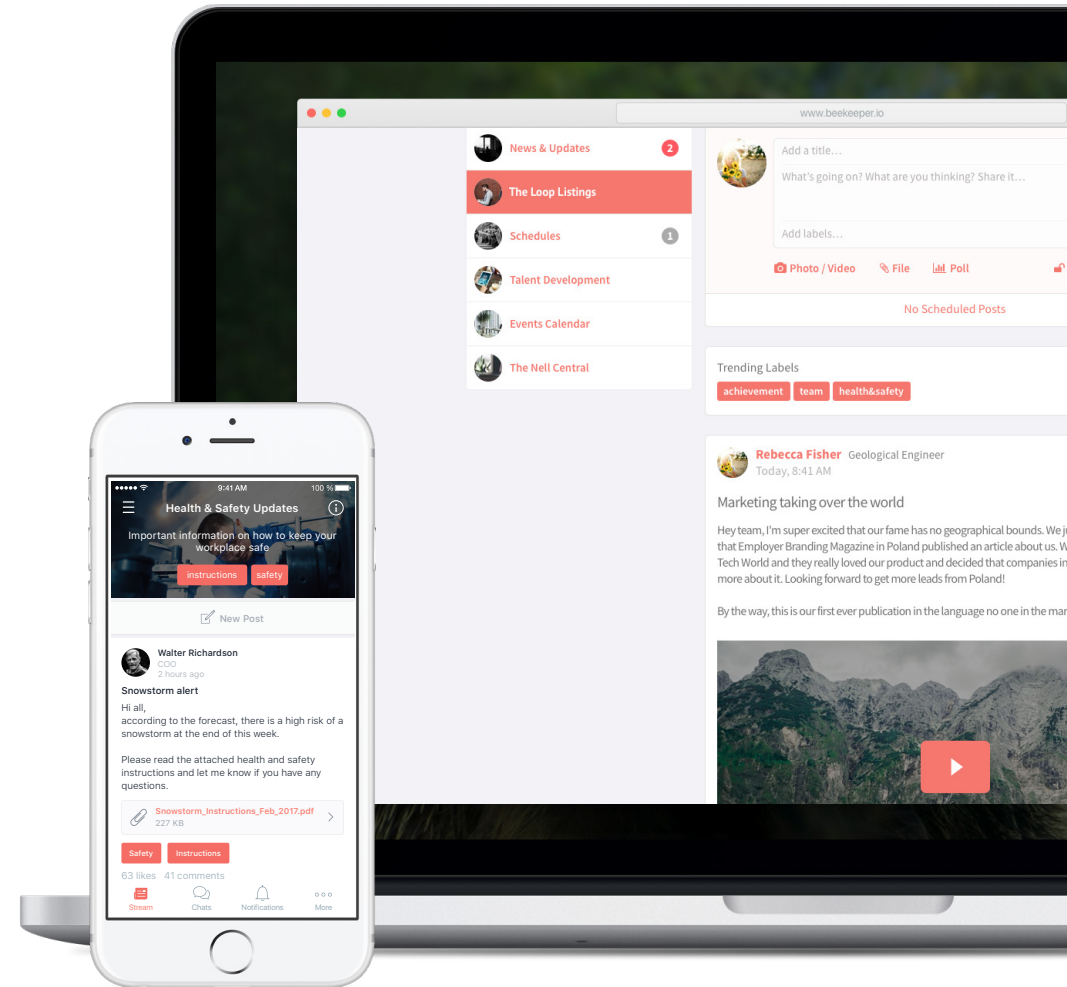 www.beekeeper.io
News & Updates
2
The Loop Listings
Schedules
1
Talent Development
Events Calendar
The Nell Central
Add a title...
What's going on? What are you thinking? Share it...
Add labels...
Photo / Video
File
Poll
No Scheduled Posts
Trending Labels
achievement
team
health&safety
Rebecca Fisher Geological Engineer
Today, 8:41 AM
Marketing taking over the world
Hey team, I'm super excited that our fame has no geographical bounds. We
that Employer Branding Magazine in Poland published an article about us.
Tech World and they really loved our product and decided that companies in
more about it. Looking forward to get more leads from Poland!
By the way, this is our first ever publication in the language no one in the
9:41 AM
100 %
Health & Safety Updates
Important information on how to keep your
workplace safe
instructions
safety
New Post
Walter Richardson
COO
2 hours ago
Snowstorm alert
Hi all,
according to the forecast, there is a high risk of a
snowstorm at the end of this week.
Please read the attached health and safety
instructions and let me know if you have any
questions.
Snowstorm_Instructions_Feb_2017.pdf
227 KB
Safety
Instructions
63 likes 41 comments
Stream
Chats
Notifications
More